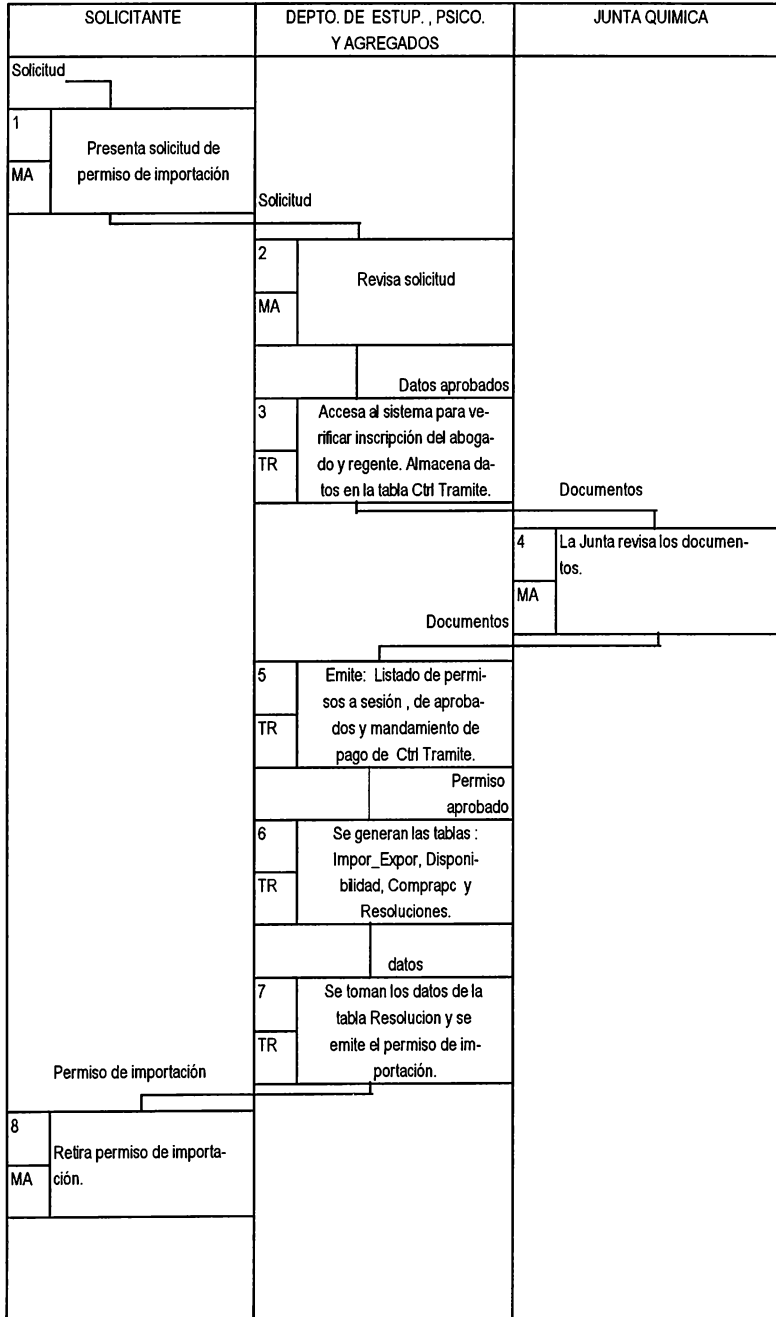 SOLICITANTE
DEPTO. DE ESTUP. , PSICO.
Y AGREGADOS
JUNTA QUIMICA
Solicitud
1
MA
Presenta solicitud de
permiso de importación
Solicitud
2
MA
Revisa solicitud
Datos aprobados
3
TR
Accesa al sistema para ve-
rificar inscripción del aboga-
do y regente. Almacena da-
tos en la tabla Ctrl Tramite.
Documentos
4
MA
La Junta revisa los documen-
tos.
Documentos
5
TR
Emite: Listado de permi-
sos a sesión , de aproba-
dos y mandamiento de
pago de Ctrl Tramite.
Permiso
aprobado
6
TR
Se generan las tablas :
Impor_Expor, Disponi-
bilidad, Comprapc y
Resoluciones.
datos
7
TR
Se toman los datos de la
tabla Resolucion y se
emite el permiso de im-
portación.
Permiso de importación
8
MA
Retira permiso de importa-
ción.